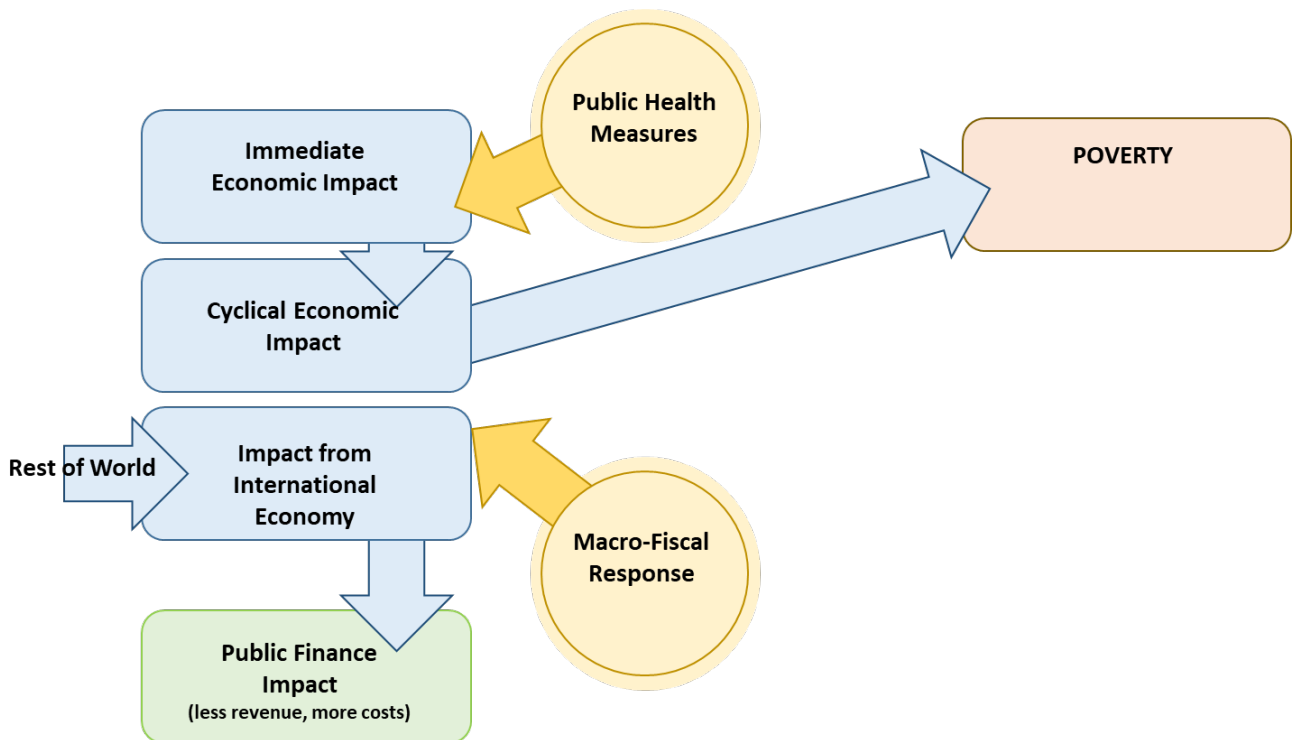 Public Health
Measures
Immediate
Economic Impact
POVERTY
Cyclical Economic
Impact
Rest of World
Impact from
International
Economy
Macro-Fiscal
Response
Public Finance
Impact
(less revenue, more costs)